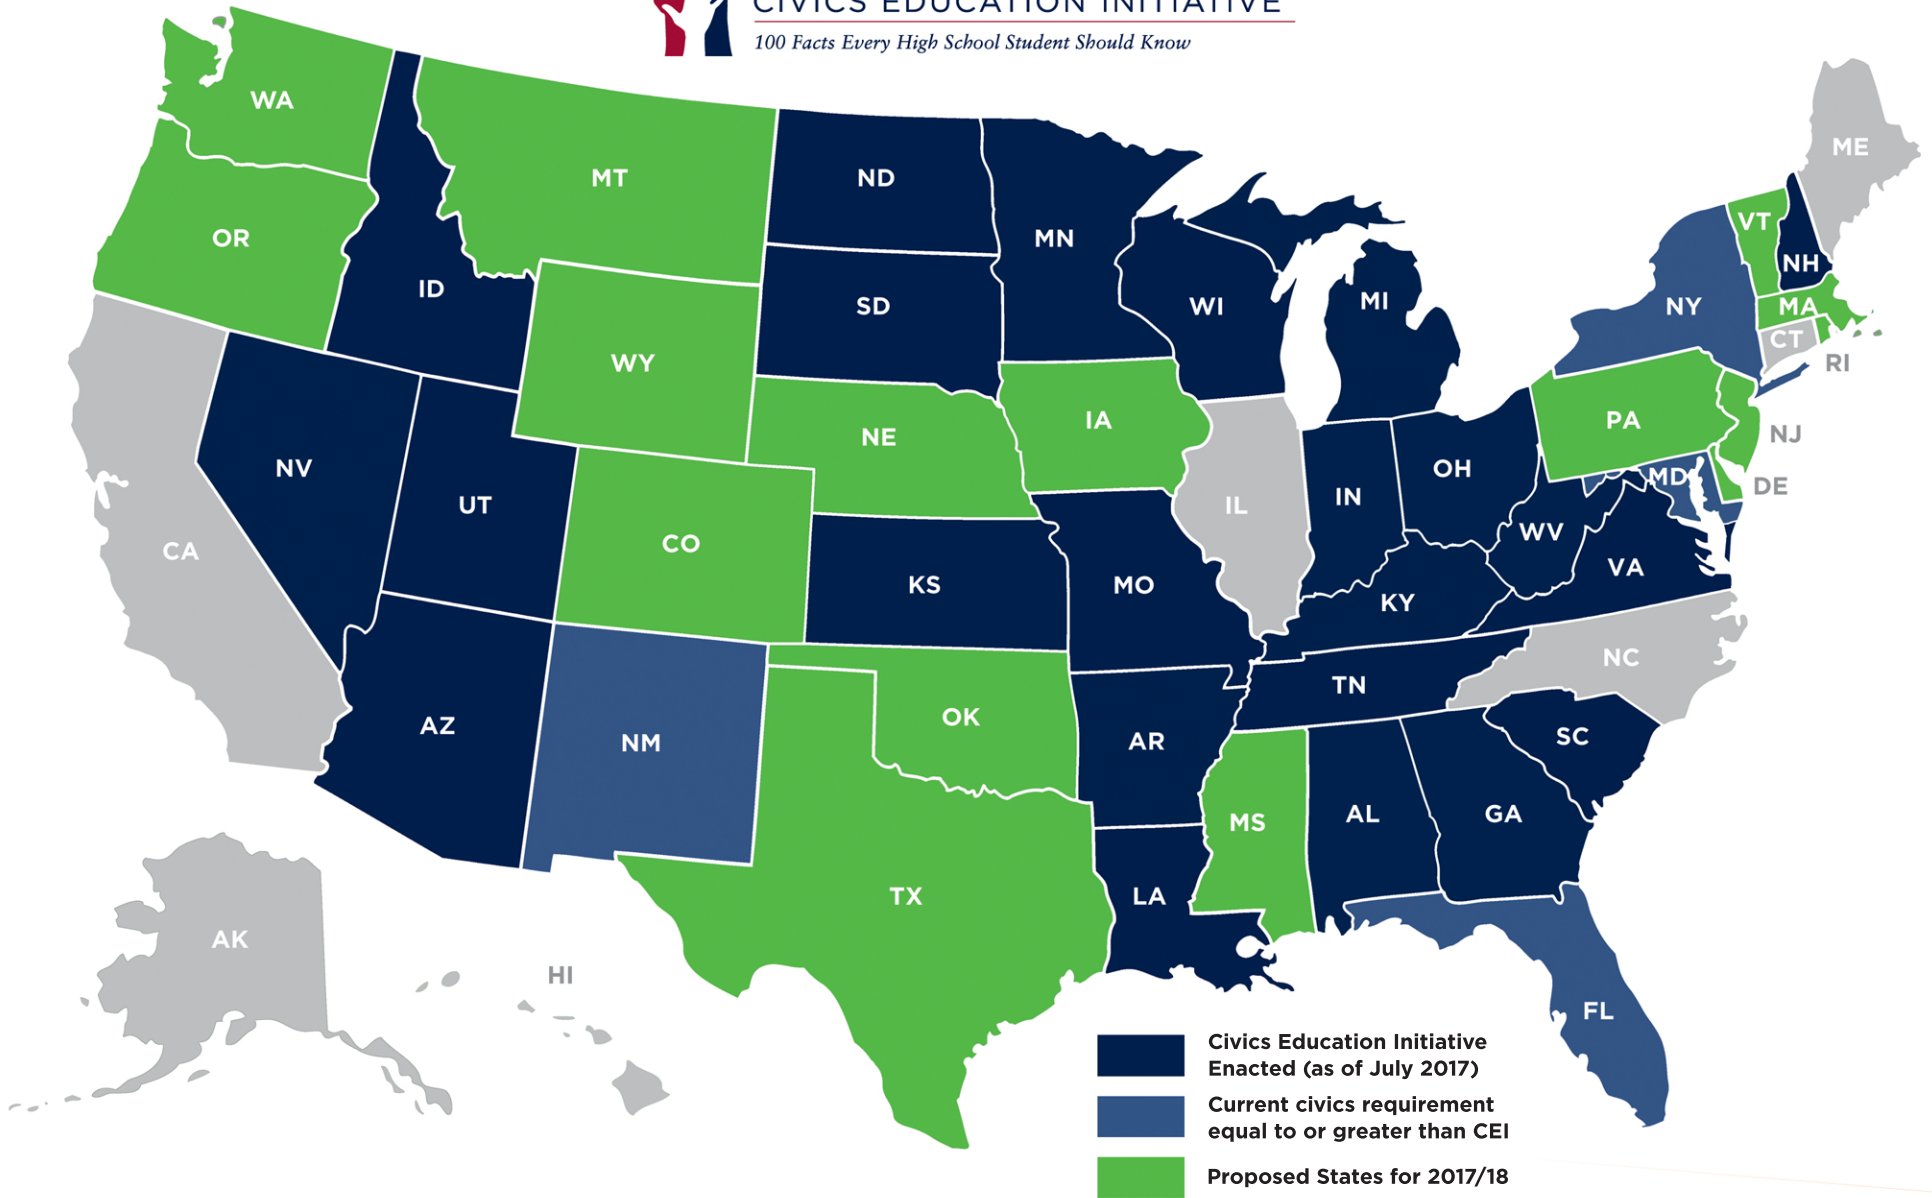 CIVICS EDUCATION INITIATIVE
100 Facts Every High School Student Should Know
WA
MT
ND
MN
ME
OR
ID
SD
WI
MI
VT
NH
NY
MA
CT
RI
WY
NE
IA
PA
NJ
NV
UT
CO
KS
MO
IL
IN
OH
WV
MD
DE
VA
KY
CA
AZ
NM
OK
AR
TN
NC
SC
TX
LA
MS
AL
GA
FL
AK
HI
Civics Education Initiative
Enacted (as of July 2017)
Current civics requirement
equal to or greater than CEI
Proposed States for 2017/18